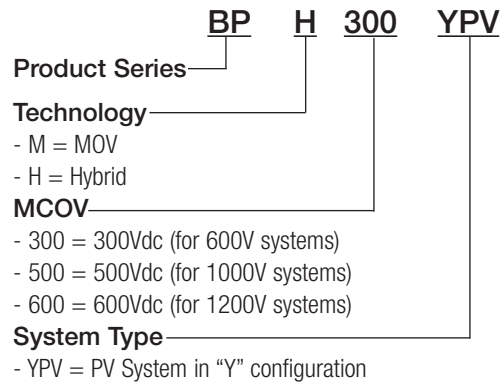 BP H 300 YPV
Product Series
Technology
- M = MOV
- H = Hybrid
MCOV
- 300 = 300Vdc (for 600V systems)
- 500 = 500Vdc (for 1000V systems)
- 600 = 600Vdc (for 1200V systems)
System Type
- YPV = PV System in “Y” configuration